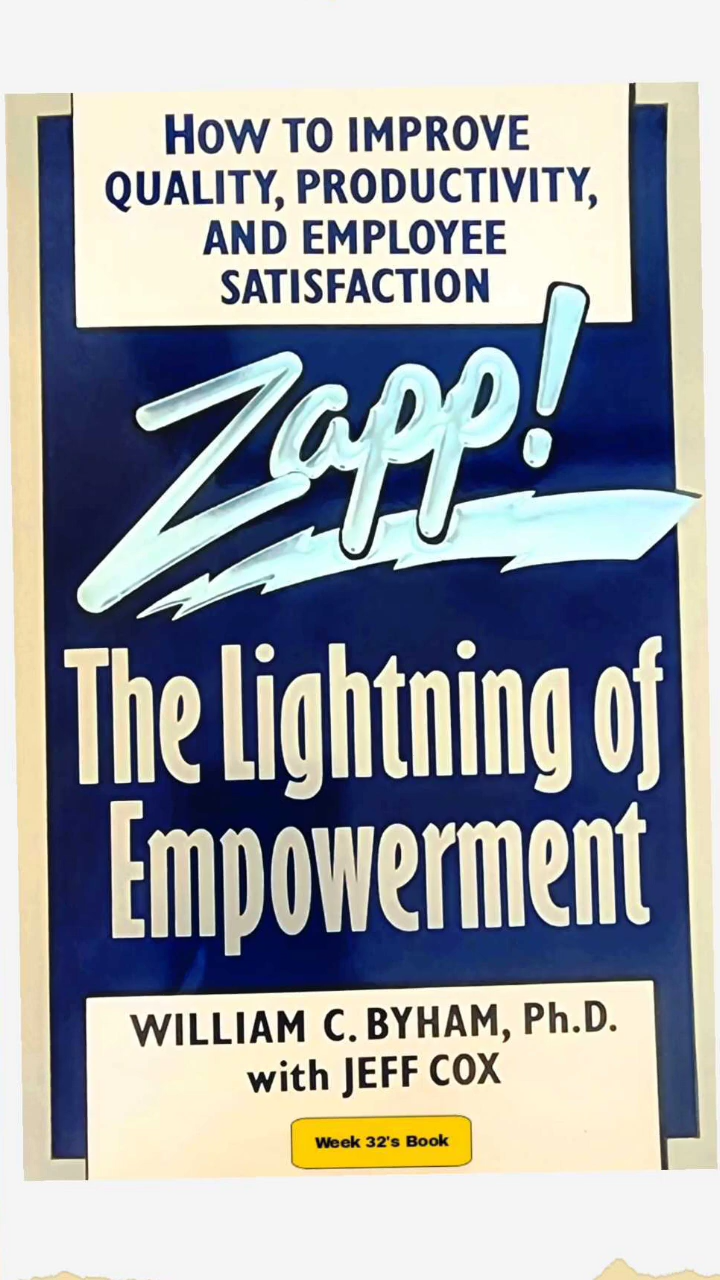 HOW TO IMPROVE
QUALITY, PRODUCTIVITY,
AND EMPLOYEE
SATISFACTION
Zapp!
The Lightning of
Empowerment
WILLIAM C. BYHAM, Ph.D.
with JEFF COX
Week 32's Book